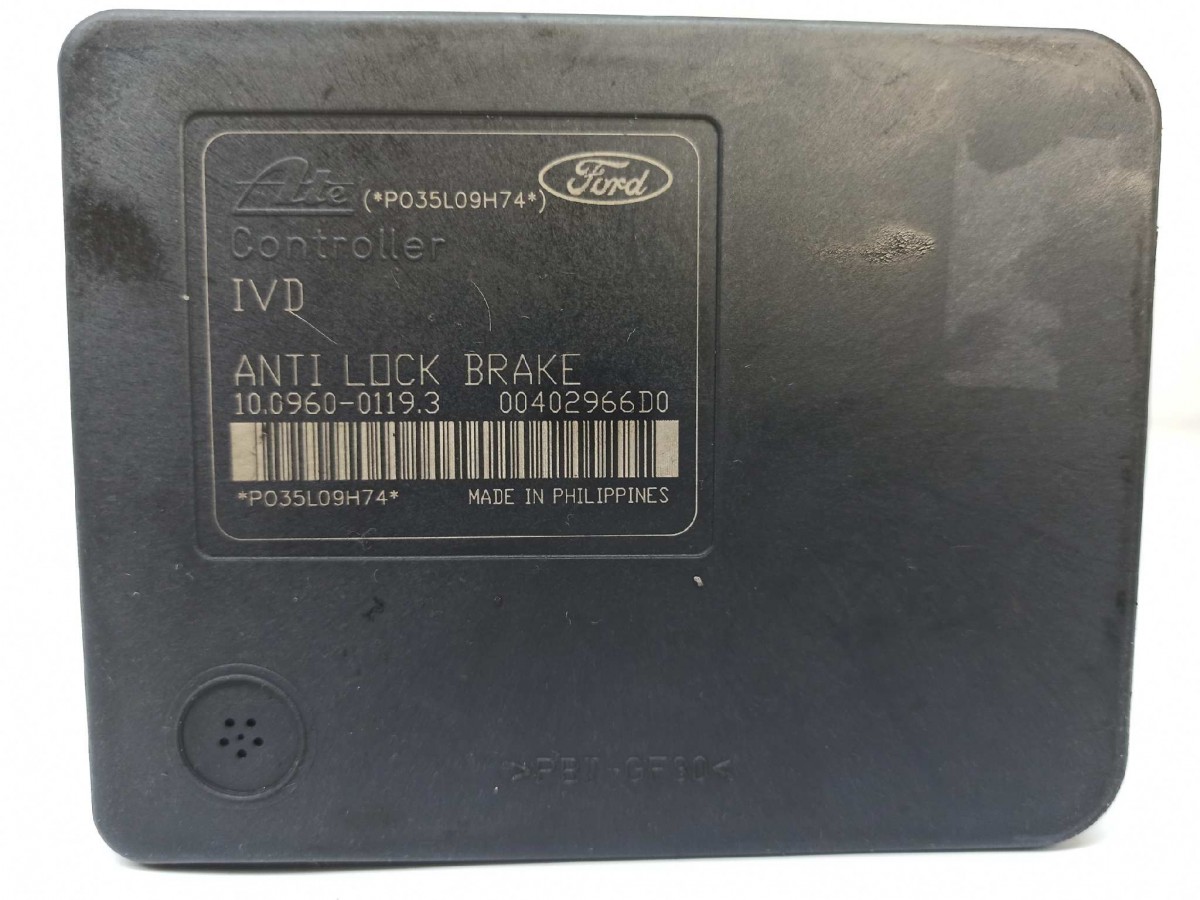 Ate (*P035L09H74*) Ford
Controller
IVD
ANTI LOCK BRAKE
10.0960-0119.3 00402966D0
*P035L09H74* MADE IN PHILIPPINES
>PBT-GF30<